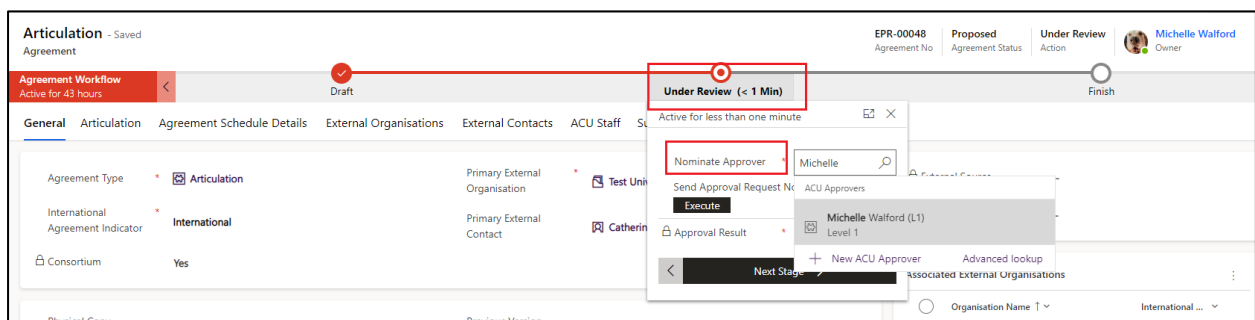 Articulation - Saved
Agreement
EPR-00048
Agreement No
Proposed
Agreement Status
Under Review
Action
Michelle Walford
Owner
Agreement Workflow
Active for 43 hours
Draft
Under Review (< 1 Min)
Finish
General Articulation Agreement Schedule Details External Organisations External Contacts ACU Staff
Active for less than one minute
Agreement Type * Articulation
Primary External
Organisation
*
Test
International
Agreement Indicator
*
International
Primary External
Contact
Consortium Yes
Nominate Approver * Michelle
Send Approval Request
Execute
Approval Result *
Next Stage
ACU Approvers
Michelle Walford (L1)
Level 1
+ New ACU Approver Advanced lookup
Associated External Organisations
Organisation Name ↑
International ...